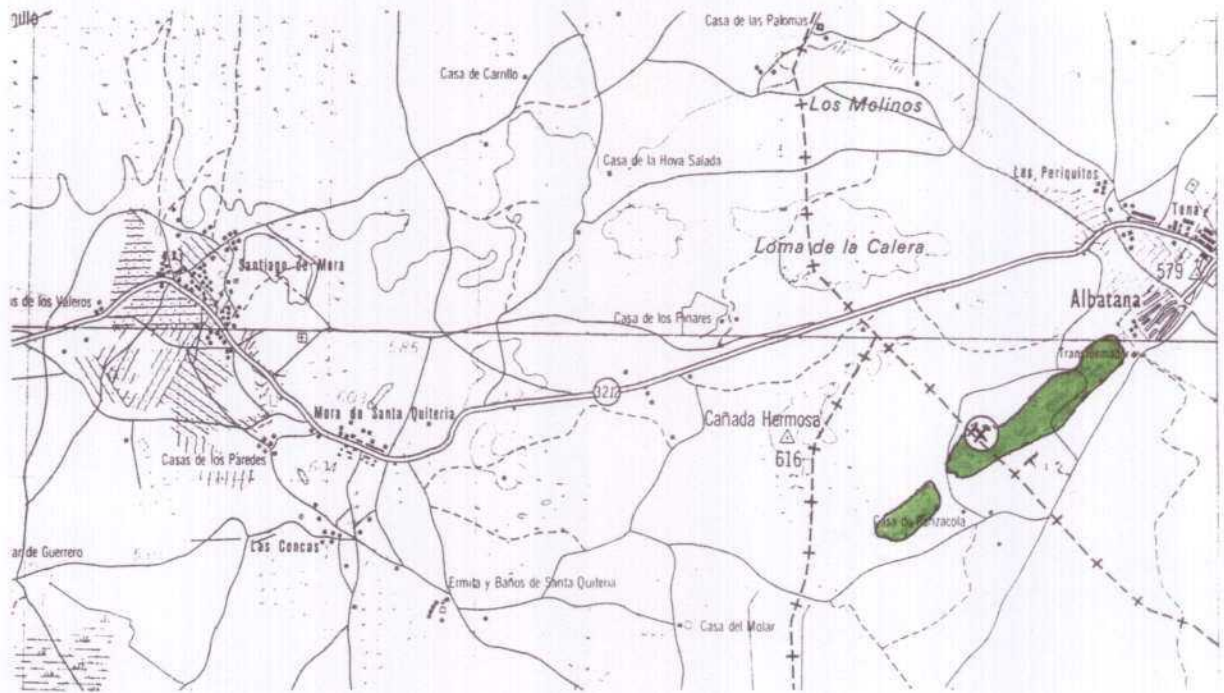 Casa de las Palomas
Casa de Carrillo
Los Molinos
Casa de la Hoya Salada
Los Periquitos
Santiago de Mora
Loma de la Calera
579
Albatana
Casa de los Pinares
585
3212
Mora de Santa Quiteria
Cañada Hermosa
616
Casas de los Paredes
Las Concas
Ermita y Baños de Santa Quiteria
Casa del Molar